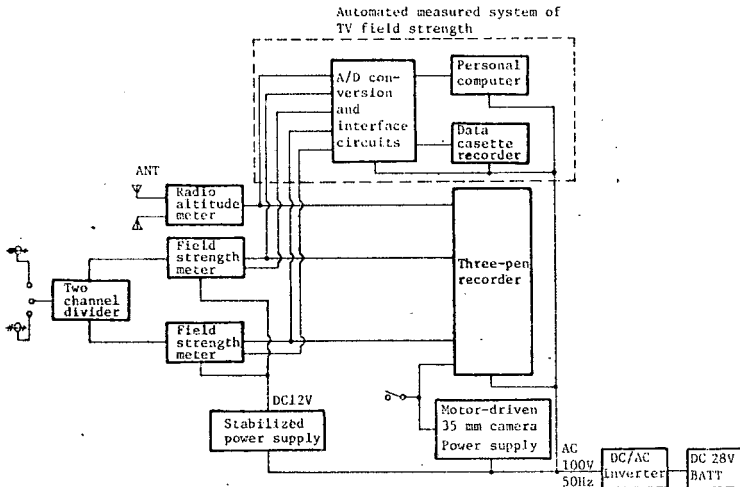 Automated measured system of
TV field strength
A/D con-
version
and
interface
circuits
Personal
computer
Data
casette
recorder
ANT
Radio
altitude
meter
Field
strength
meter
Two
channel
divider
Field
strength
meter
Three-pen
recorder
DC12V
Stabilized
power supply
Motor-driven
35 mm camera
Power supply
AC
100V
50Hz
DC/AC
inverter
DC 28V
BATT